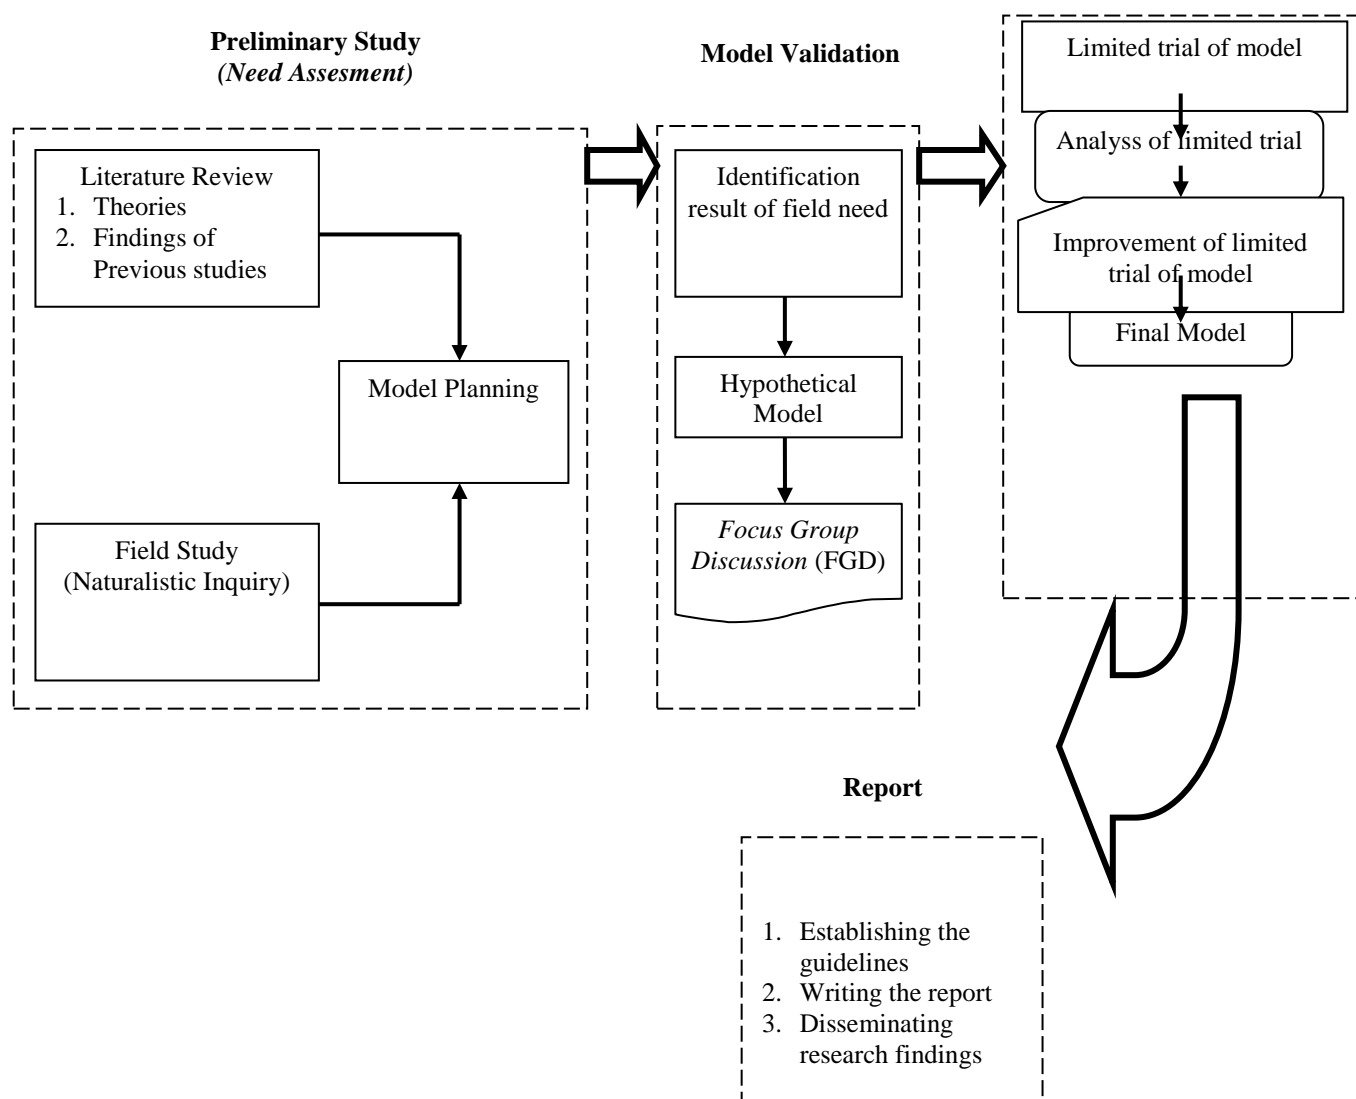 Preliminary Study
(Need Assesment)
Literature Review
1. Theories
2. Findings of
Previous studies
Model Planning
Field Study
(Naturalistic Inquiry)
Model Validation
Identification
result of field need
Hypothetical
Model
Focus Group
Discussion (FGD)
Limited trial of model
Analyss of limited trial
Improvement of limited
trial of model
Final Model
Report
1. Establishing the
guidelines
2. Writing the report
3. Disseminating
research findings